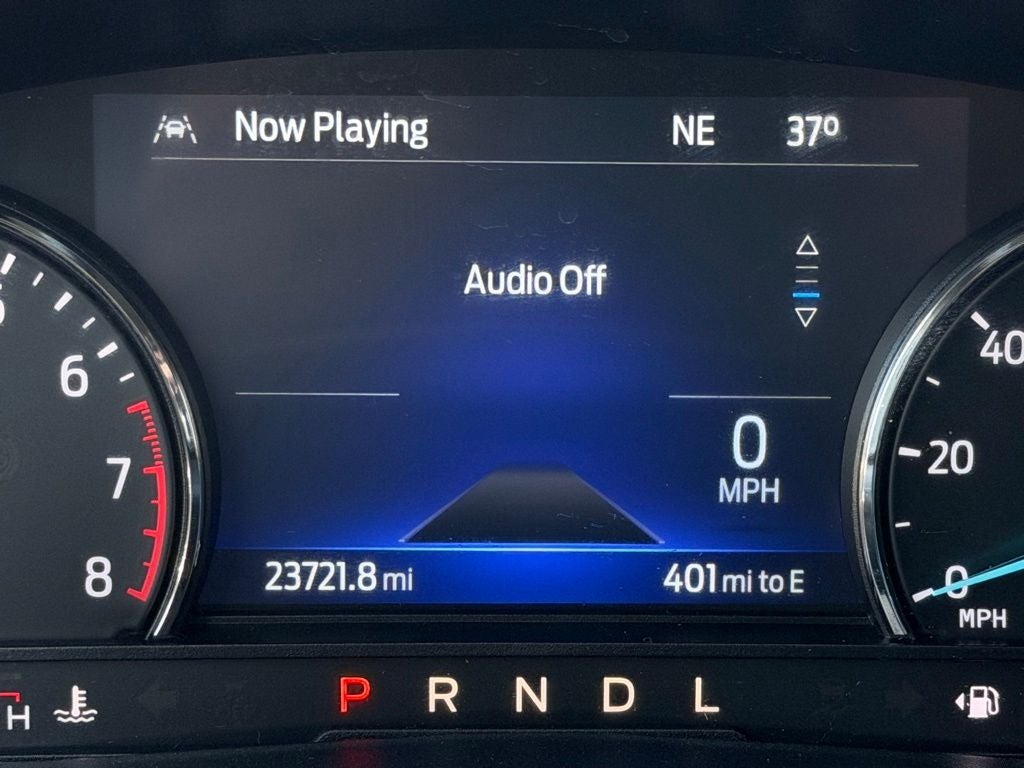 Now Playing NE 37º
Audio Off
40
6
0
MPH
20
7
8
23721.8 mi
401 mi to E
0
MPH
H
P R N D L